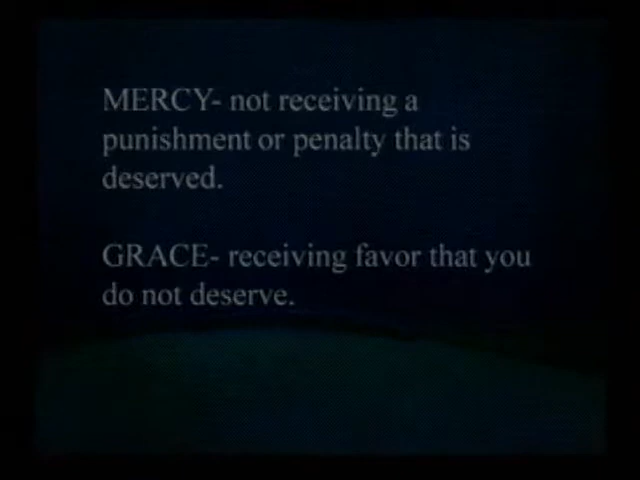 MERCY- not receiving a
punishment or penalty that is
deserved.
GRACE- receiving favor that you
do not deserve.